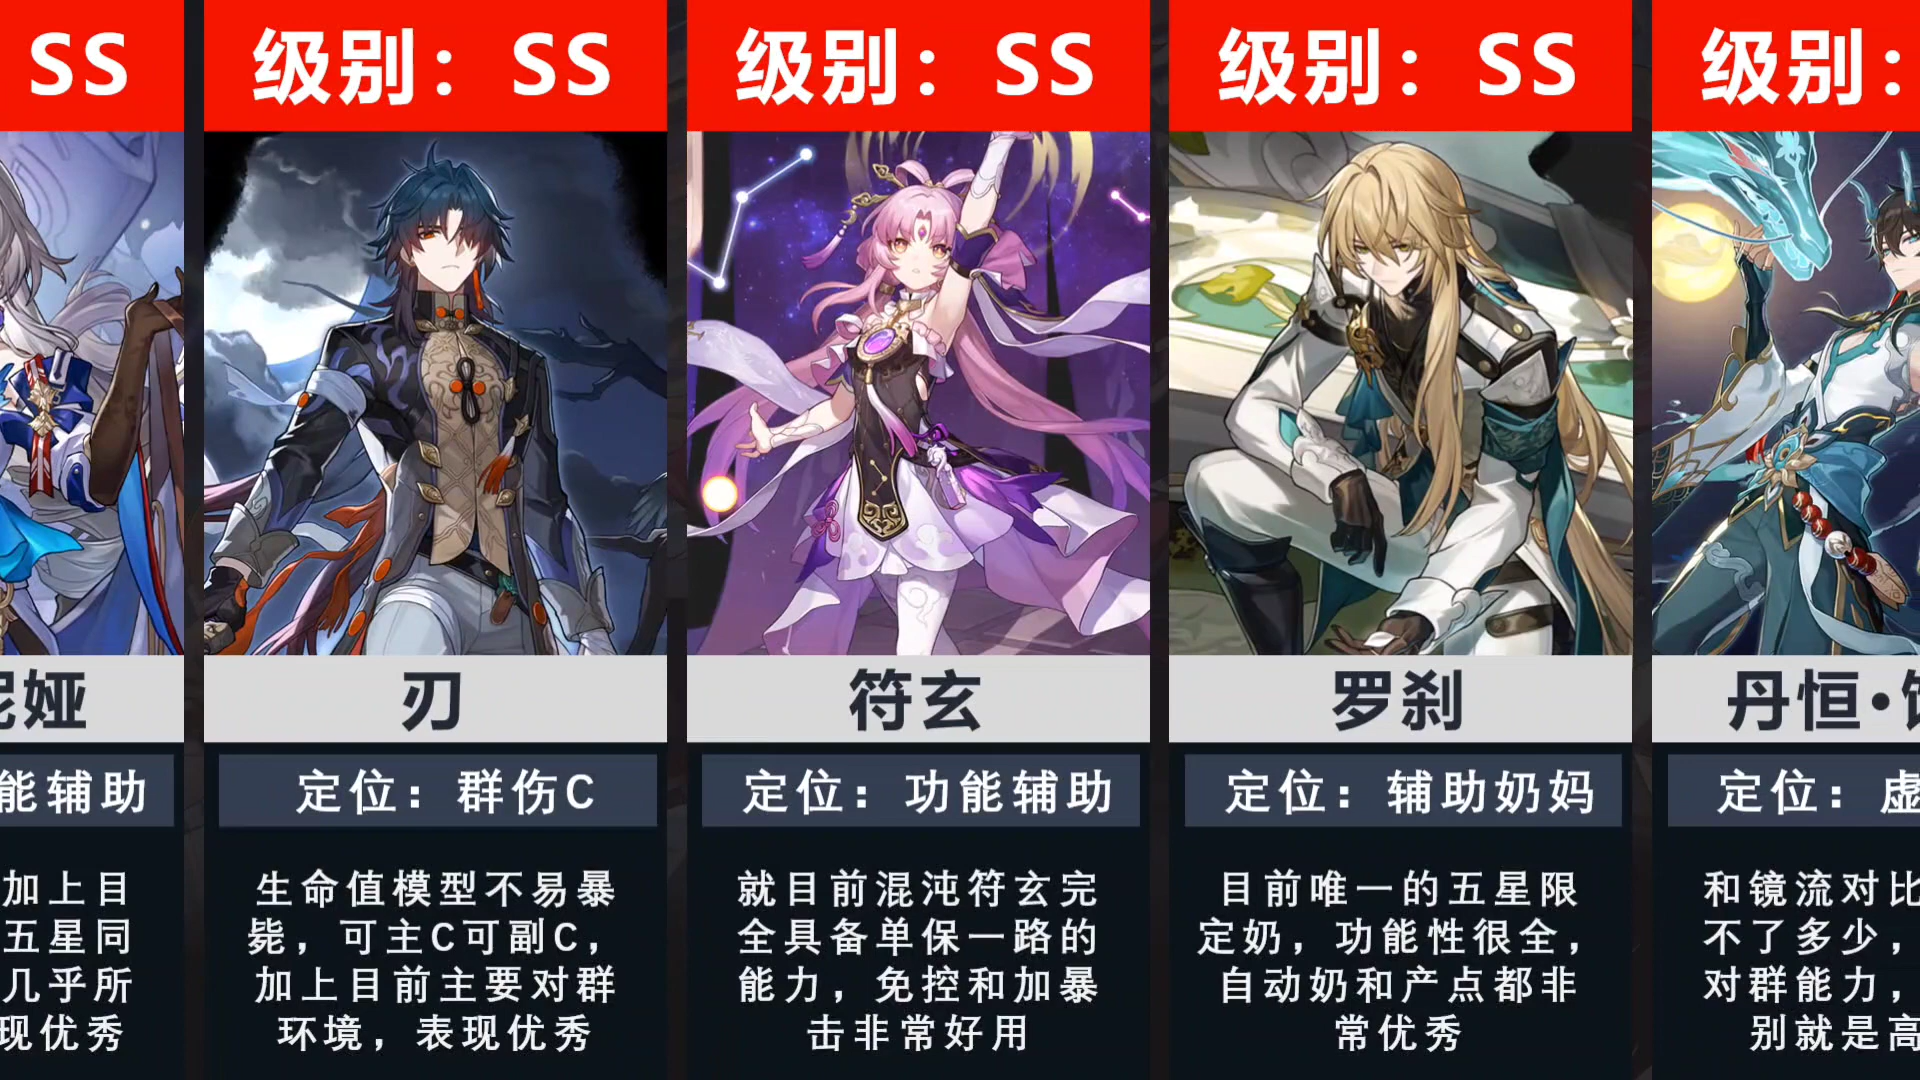 SS
娅
能辅助
加上目
五星同
几乎所
现优秀
级别：SS
刃
定位：群伤C
生命值模型不易暴
毙，可主C可副C，
加上目前主要对群
环境，表现优秀
级别：SS
符玄
定位：功能辅助
就目前混沌符玄完
全具备单保一路的
能力，免控和加暴
击非常好用
级别：SS
罗刹
定位：辅助奶妈
目前唯一的五星限
定奶，功能性很全，
自动奶和产点都非
常优秀
级别：
丹恒·
定位：虚
和镜流对比
不了多少，
对群能力，
别就是高